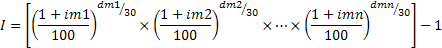 I = [((1 + im1)/100)^(dm1/30) × ((1 + im2)/100)^(dm2/30) × ⋯ × ((1 + imn)/100)^(dmn/30)] − 1